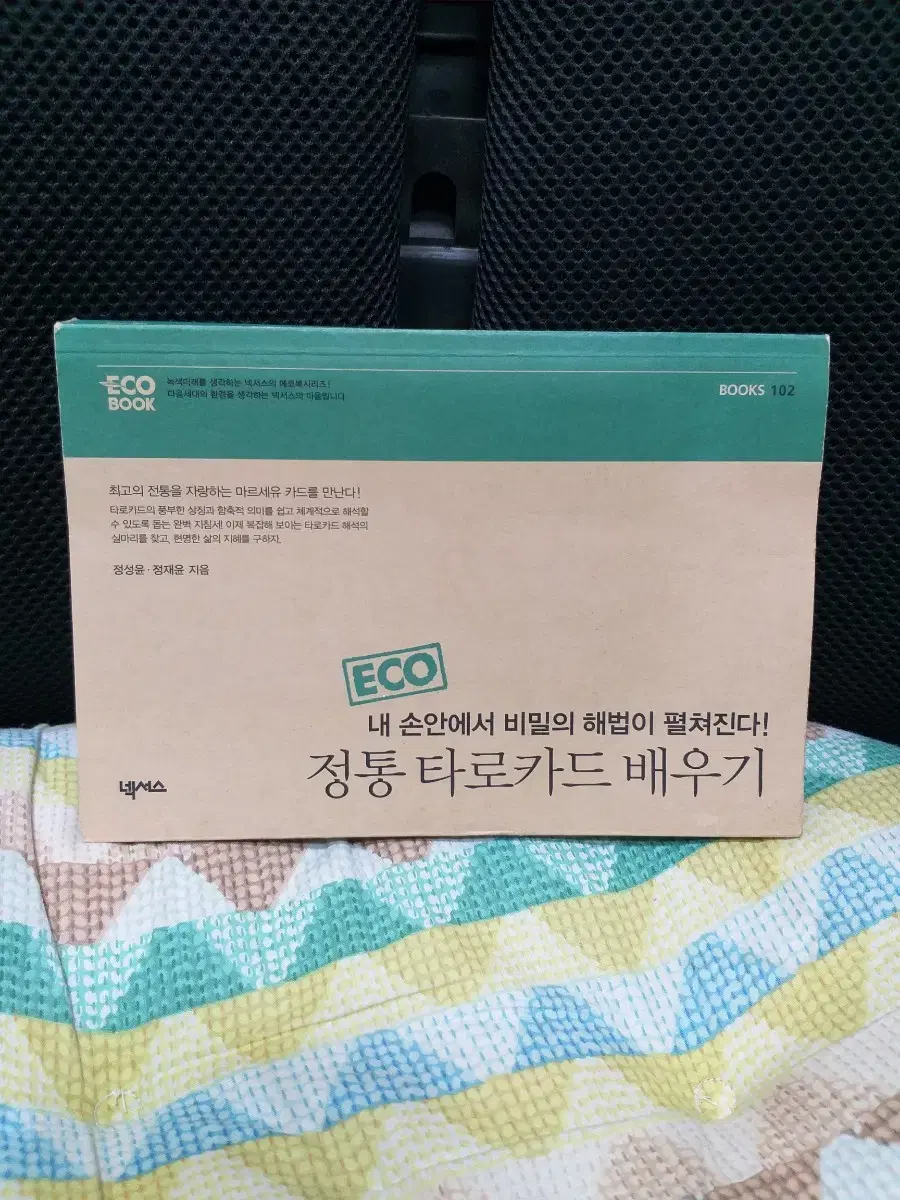 ECO
BOOK
녹색미래를 생각하는 넥서스의 에코북시리즈!
다음세대와 환경을 생각하는 넥서스의 마음입니다
BOOKS 102
최고의 전통을 자랑하는 마르세유 카드를 만난다!
타로카드의 풍부한 상징과 함축적 의미를 쉽고 체계적으로 해석할
수 있도록 돕는 완벽 지침서! 이제 복잡해 보이는 타로카드 해석의
실마리를 찾고, 현명한 삶의 지혜를 구하자.
정성윤 · 정재윤 지음
ECO
내 손안에서 비밀의 해법이 펼쳐진다!
정통 타로카드 배우기
넥서스